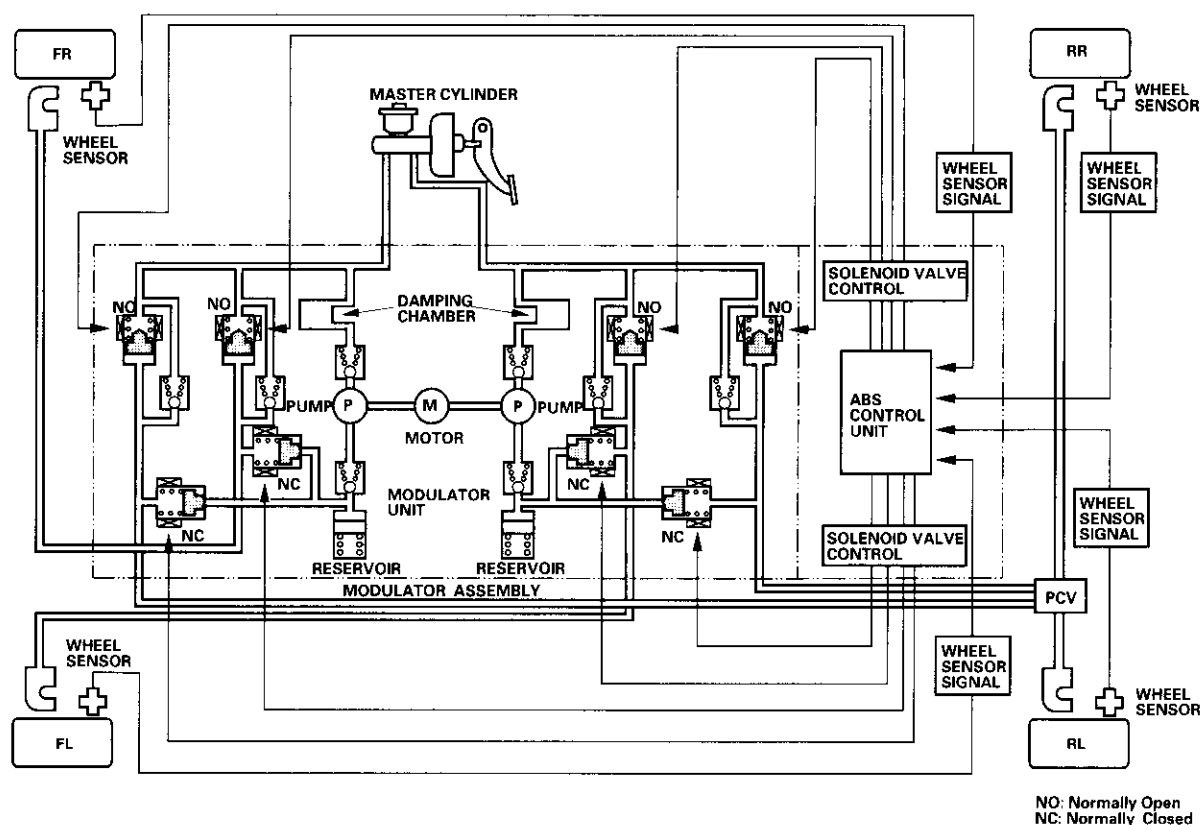 FR
WHEEL
SENSOR
MASTER CYLINDER
RR
WHEEL
SENSOR
WHEEL
SENSOR
SIGNAL
WHEEL
SENSOR
SIGNAL
SOLENOID VALVE
CONTROL
NO
NO
DAMPING
CHAMBER
NO
NO
PUMP
P
M
P
PUMP
MOTOR
ABS
CONTROL
UNIT
NC
NC
MODULATOR
UNIT
NC
NC
RESERVOIR
RESERVOIR
MODULATOR ASSEMBLY
SOLENOID VALVE
CONTROL
WHEEL
SENSOR
SIGNAL
PCV
WHEEL
SENSOR
WHEEL
SENSOR
SIGNAL
WHEEL
SENSOR
FL
RL
NO: Normally Open
NC: Normally Closed